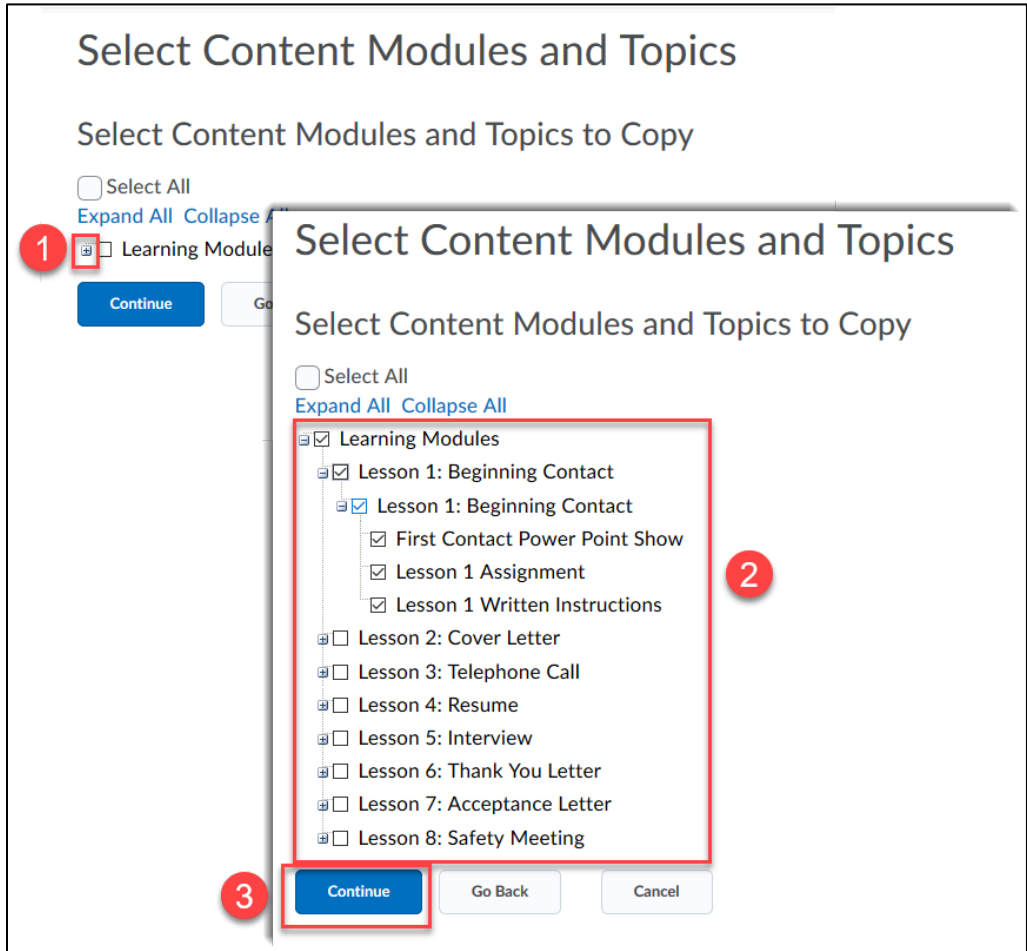 Select Content Modules and Topics
Select Content Modules and Topics to Copy
Select All
Expand All Collapse A
1
Learning Module
Continue
Go
Select Content Modules and Topics
Select Content Modules and Topics to Copy
Select All
Expand All Collapse All
Learning Modules
Lesson 1: Beginning Contact
Lesson 1: Beginning Contact
First Contact Power Point Show
Lesson 1 Assignment
2
Lesson 1 Written Instructions
Lesson 2: Cover Letter
Lesson 3: Telephone Call
Lesson 4: Resume
Lesson 5: Interview
Lesson 6: Thank You Letter
Lesson 7: Acceptance Letter
Lesson 8: Safety Meeting
3
Continue
Go Back
Cancel